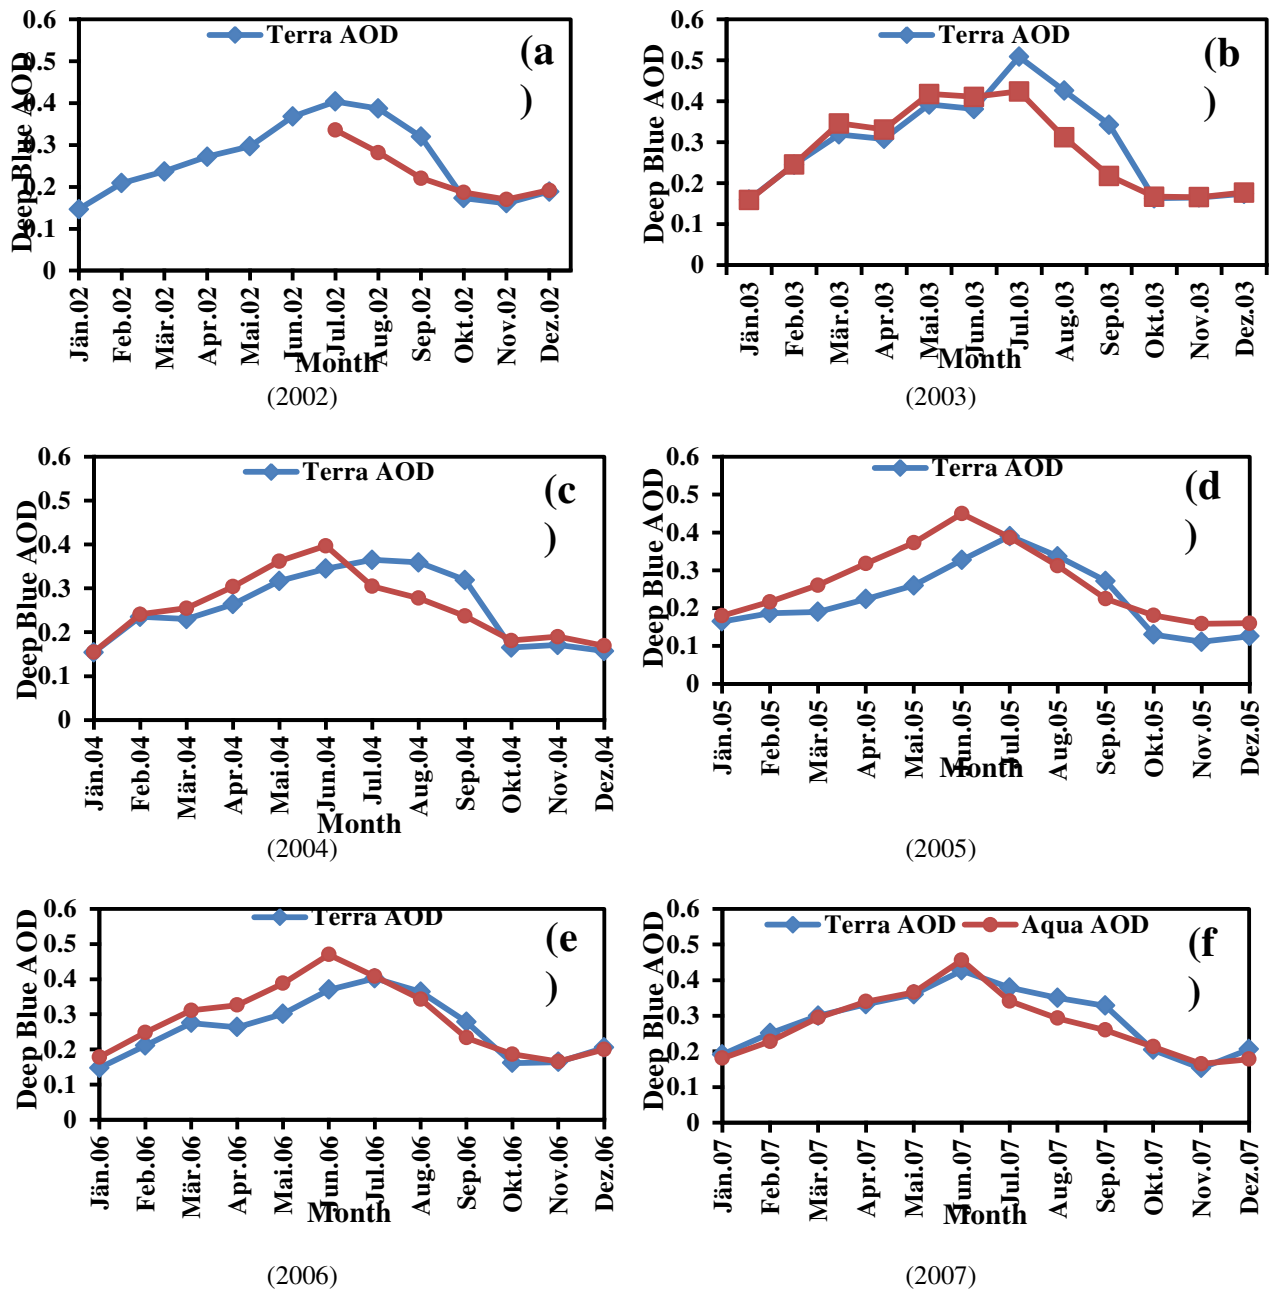 Terra AOD
(a
)
Deep Blue AOD
0.6
0.5
0.4
0.3
0.2
0.1
0
Jän.02
Feb.02
Mär.02
Apr.02
Mai.02
Jun.02
Jul.02
Aug.02
Sep.02
Okt.02
Nov.02
Dez.02
Month
(2002)
Terra AOD
(b
)
Deep Blue AOD
0.6
0.5
0.4
0.3
0.2
0.1
0
Jän.03
Feb.03
Mär.03
Apr.03
Mai.03
Jun.03
Jul.03
Aug.03
Sep.03
Okt.03
Nov.03
Dez.03
Month
(2003)
Terra AOD
(c
)
Deep Blue AOD
0.6
0.5
0.4
0.3
0.2
0.1
0
Jän.04
Feb.04
Mär.04
Apr.04
Mai.04
Jun.04
Jul.04
Aug.04
Sep.04
Okt.04
Nov.04
Dez.04
Month
(2004)
Terra AOD
(d
)
Deep Blue AOD
0.6
0.5
0.4
0.3
0.2
0.1
0
Jän.05
Feb.05
Mär.05
Apr.05
Mai.05
Jun.05
Jul.05
Aug.05
Sep.05
Okt.05
Nov.05
Dez.05
Month
(2005)
Terra AOD
(e
)
Deep Blue AOD
0.6
0.5
0.4
0.3
0.2
0.1
0
Jän.06
Feb.06
Mär.06
Apr.06
Mai.06
Jun.06
Jul.06
Aug.06
Sep.06
Okt.06
Nov.06
Dez.06
Month
(2006)
Terra AOD Aqua AOD
(f
)
Deep Blue AOD
0.6
0.5
0.4
0.3
0.2
0.1
0
Jän.07
Feb.07
Mär.07
Apr.07
Mai.07
Jun.07
Jul.07
Aug.07
Sep.07
Okt.07
Nov.07
Dez.07
Month
(2007)